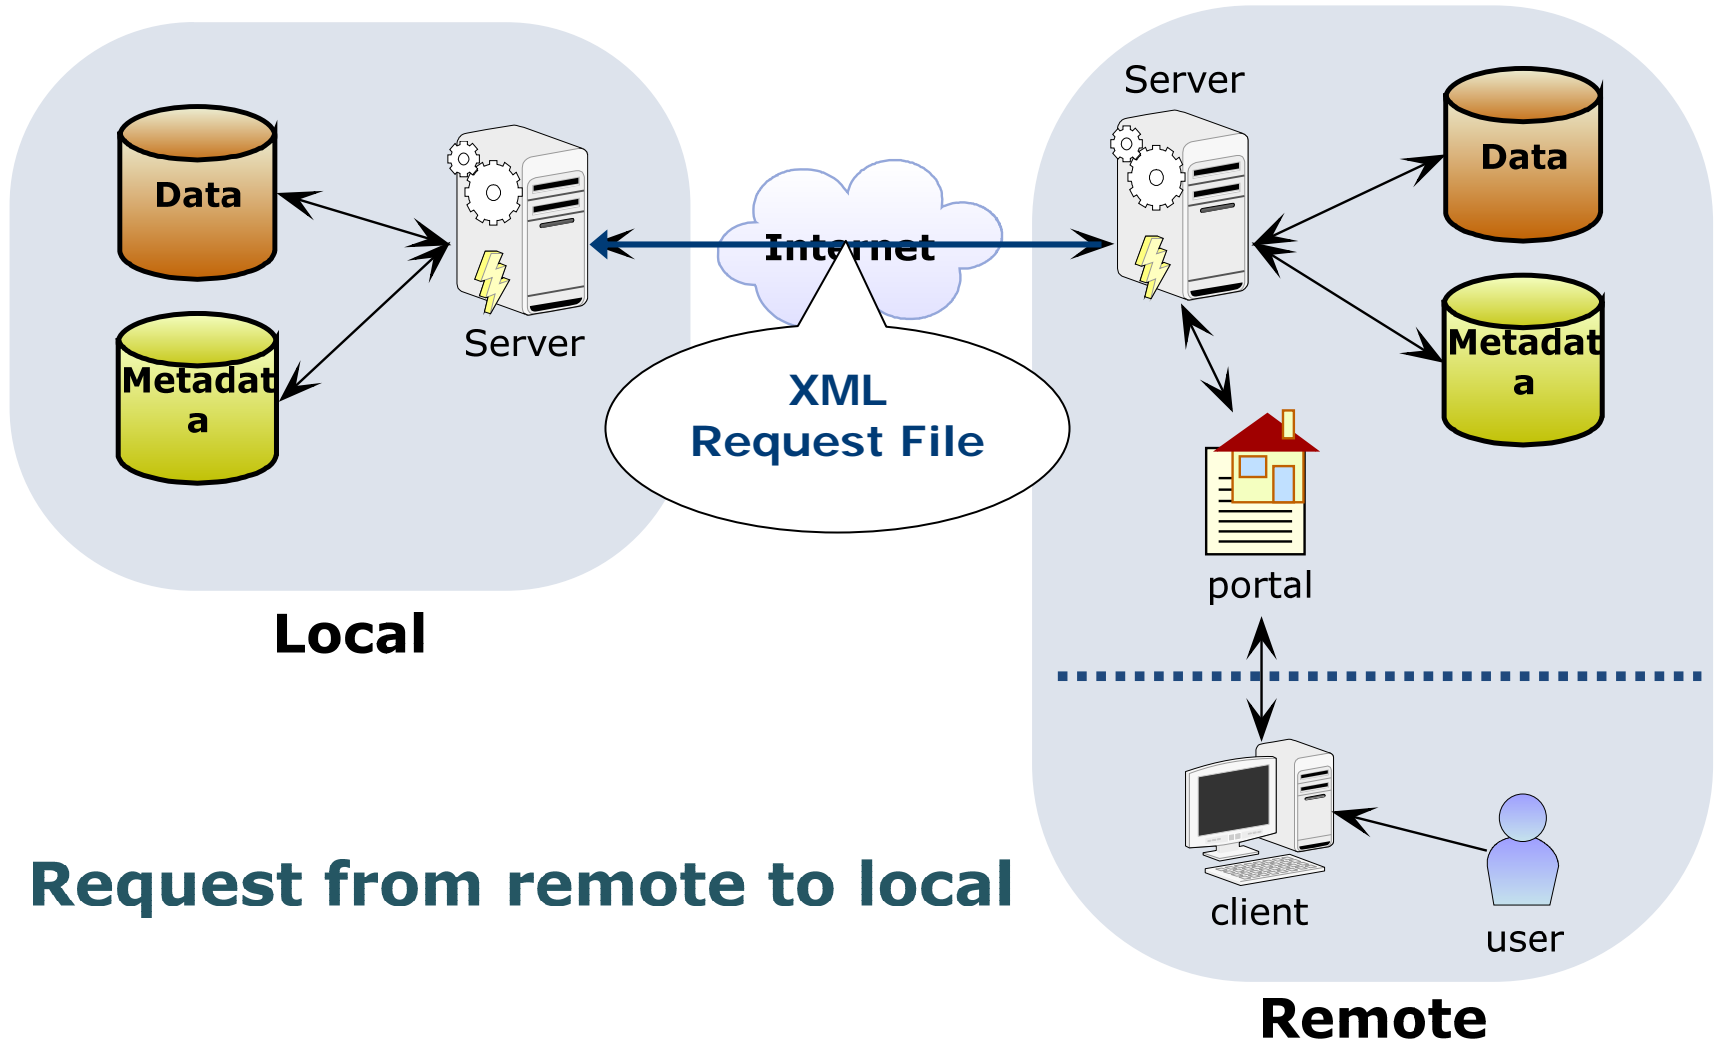 Server
Data
Data
Metadat
a
Server
Internet
Metadat
a
XML
Request File
portal
Local
Request from remote to local
client
user
Remote